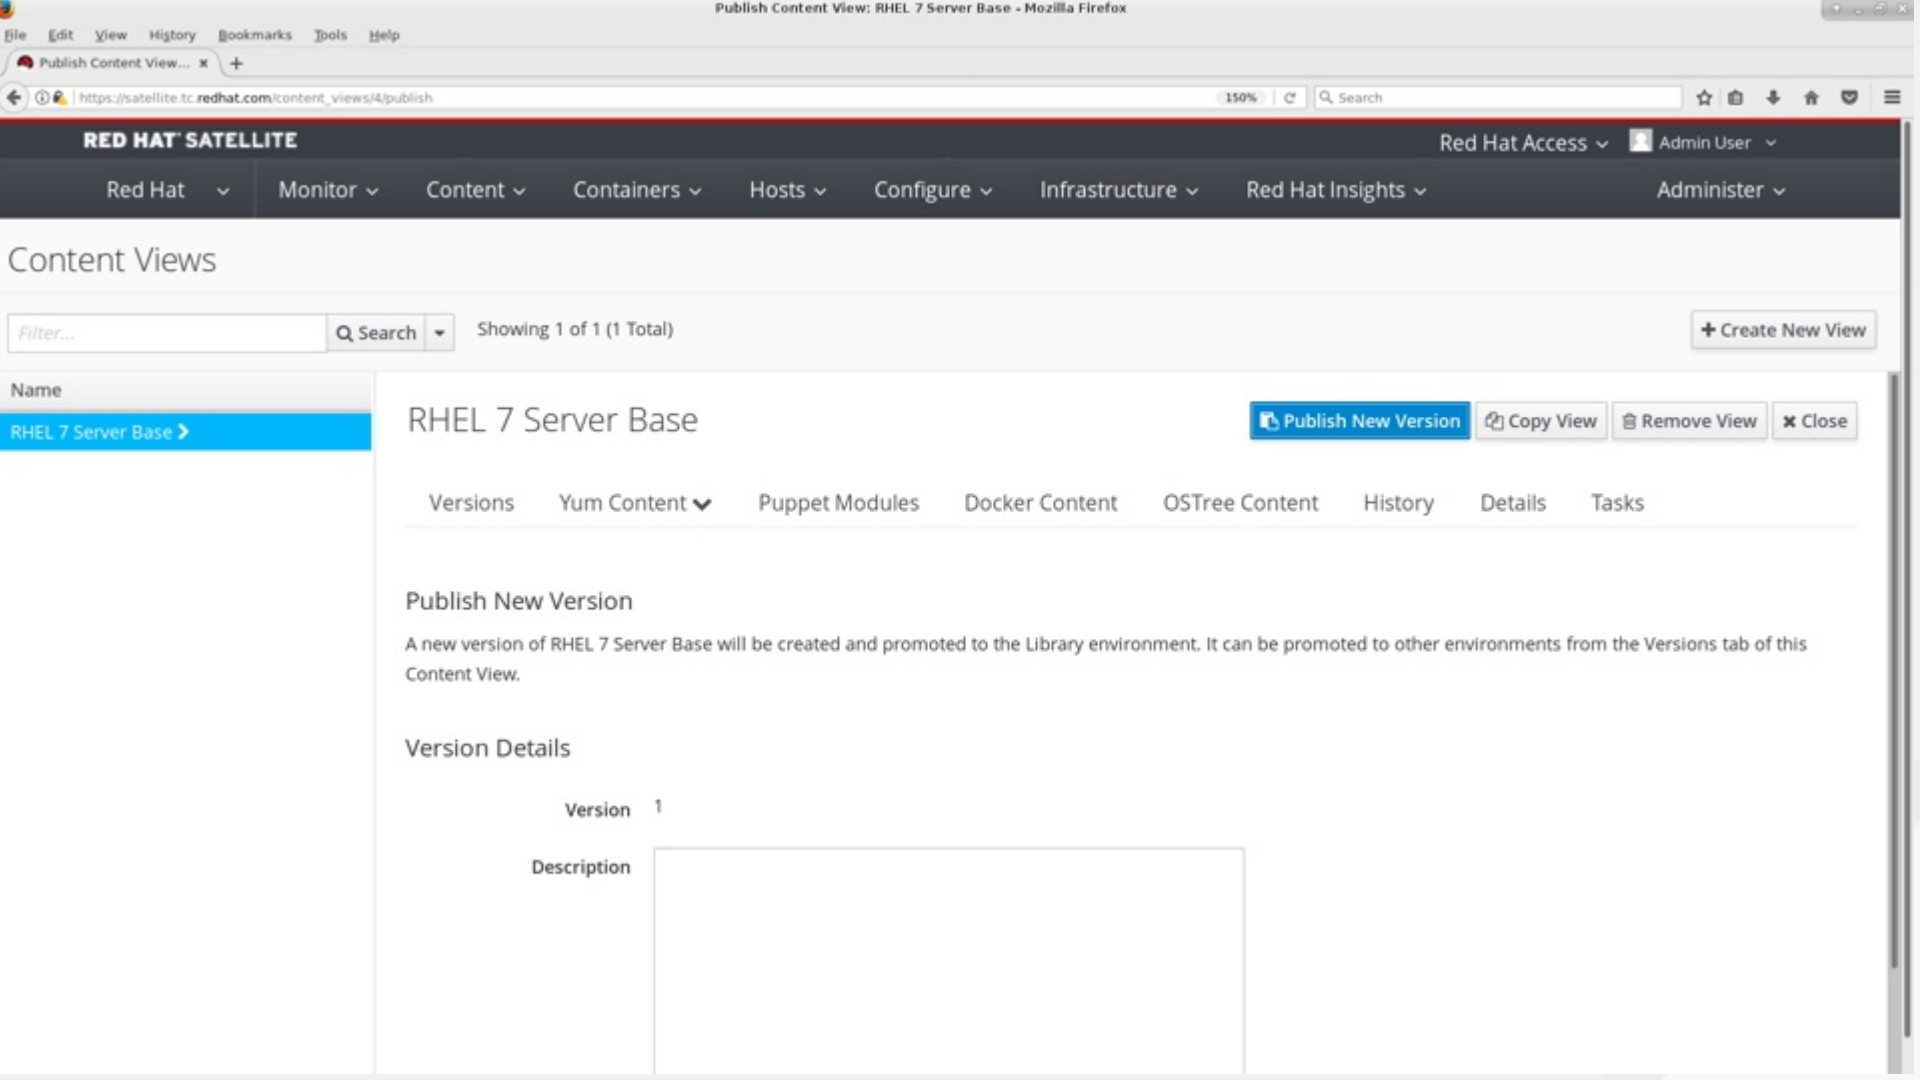 Publish Content View: RHEL 7 Server Base - Mozilla Firefox
File Edit View History Bookmarks Tools Help
Publish Content View... × +
https://satellite.tc.redhat.com/content_views/4/publish 150% Search
RED HAT SATELLITE Red Hat Access Admin User
Red Hat Monitor Content Containers Hosts Configure Infrastructure Red Hat Insights Administer
Content Views
Filter... Search Showing 1 of 1 (1 Total) + Create New View
Name
RHEL 7 Server Base
RHEL 7 Server Base Publish New Version Copy View Remove View × Close
Versions Yum Content Puppet Modules Docker Content OSTree Content History Details Tasks
Publish New Version
A new version of RHEL 7 Server Base will be created and promoted to the Library environment. It can be promoted to other environments from the Versions tab of this
Content View.
Version Details
Version 1
Description